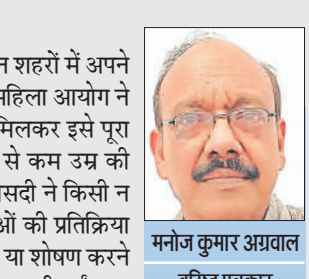 न शहरों में अपने
महिला आयोग ने
मिलकर इसे पूरा
से कम उम्र की
सदी ने किसी न
ओं की प्रतिक्रिया
या शोषण करने
मनोज कुमार अग्रवाल